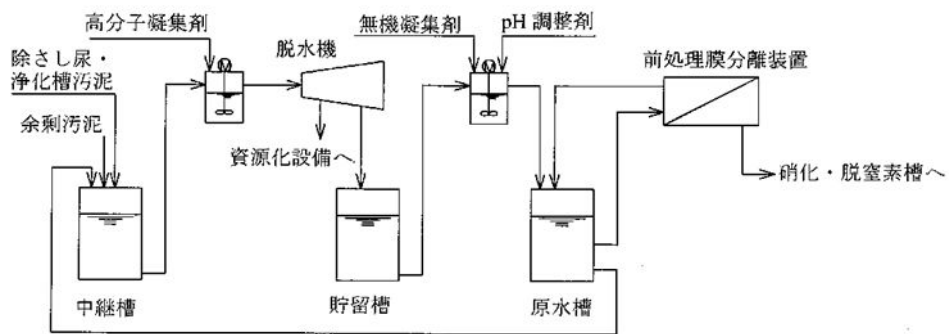 高分子凝集剤
脱水機
無機凝集剤
pH 調整剤
前処理膜分離装置
除さし尿・
浄化槽汚泥
余剰汚泥
資源化設備へ
硝化・脱窒素槽へ
中継槽
貯留槽
原水槽